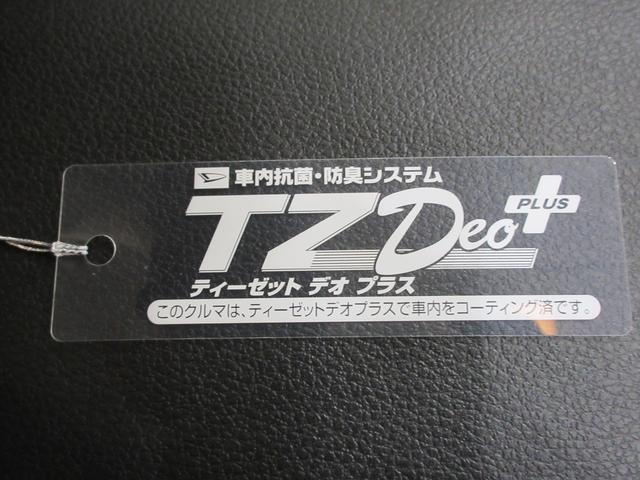 車内抗菌・防臭システム
TZ Deo PLUS
ティーゼット デオ プラス
このクルマは、ティーゼットデオプラスで車内をコーティング済です。